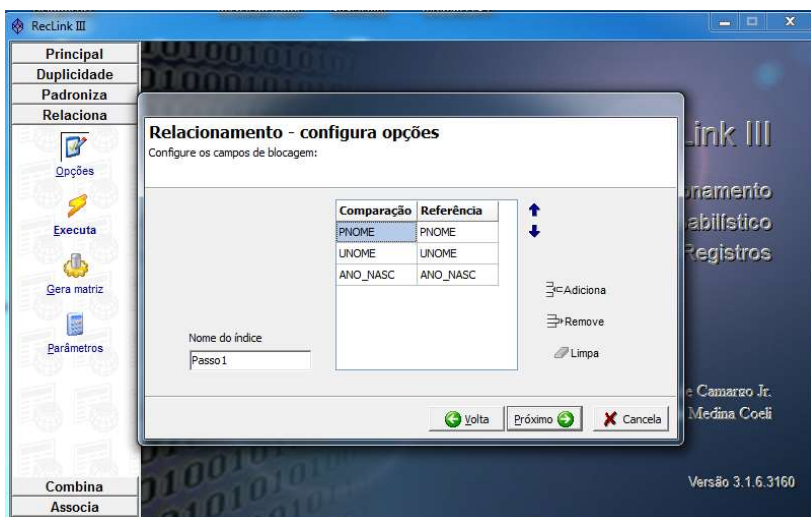 RecLink III
Principal
Duplicidade
Padroniza
Relaciona
Opções
Executa
Gera matriz
Parâmetros
Combina
Associa
Relacionamento - configura opções
Configure os campos de blocagem:
Comparação Referência
PNOME PNOME
UNOME UNOME
ANO_NASC ANO_NASC
Adiciona
Remove
Limpa
Nome do índice
Passo1
Volta Próximo Cancela
Link III
namento
abilístico
Registros
e Camargo Jr.
Medina Coeli
Versão 3.1.6.3160